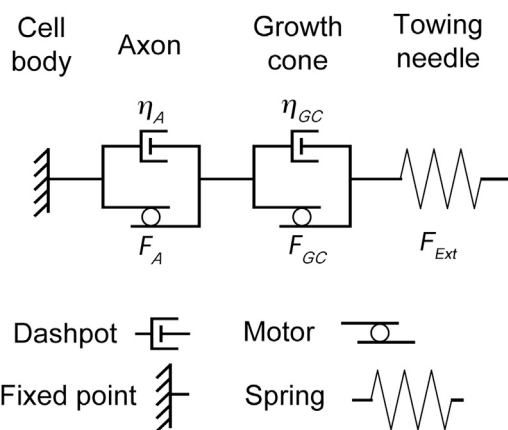 Cell body
Axon
Growth cone
Towing needle
η_A
η_GC
F_A
F_GC
F_Ext
Dashpot
Motor
Fixed point
Spring